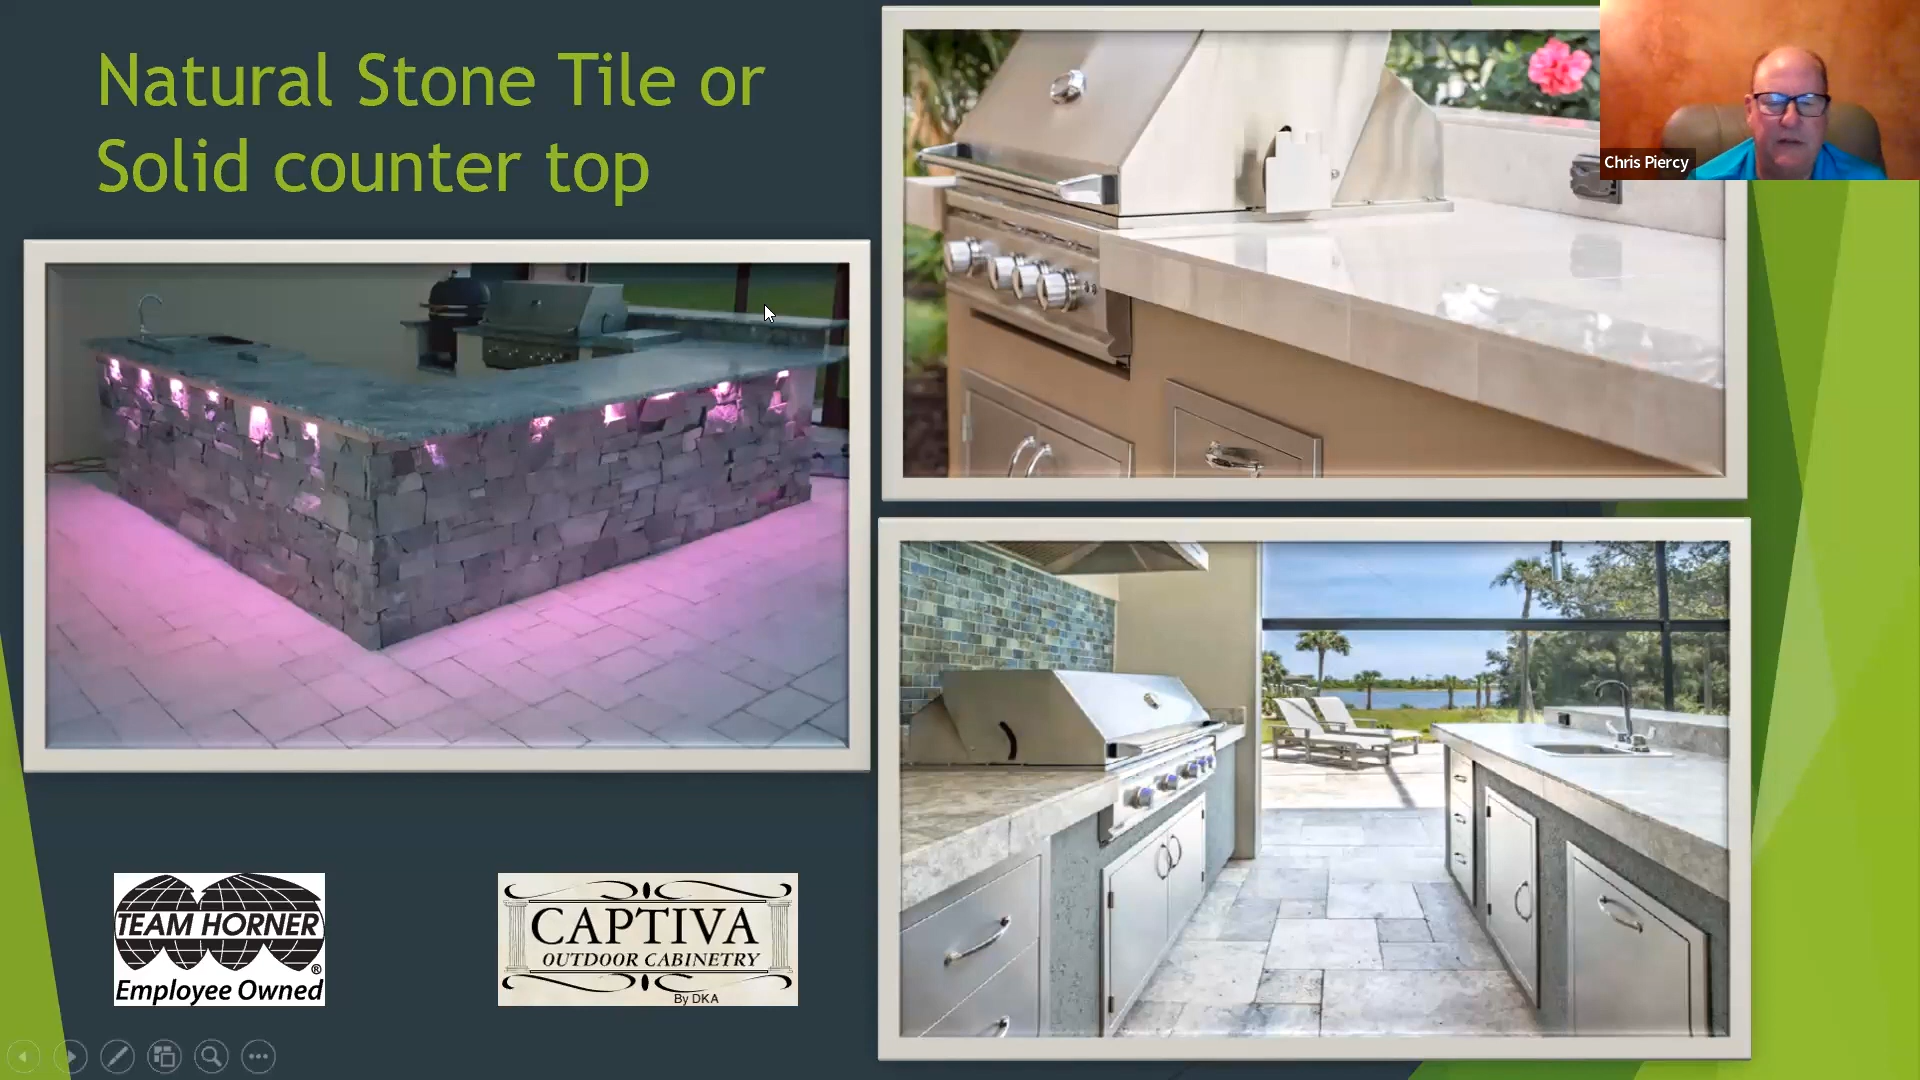 Natural Stone Tile or
Solid counter top
Chris Piercy
TEAM HORNER
®
Employee Owned
CAPTIVA
OUTDOOR CABINETRY
By DKA